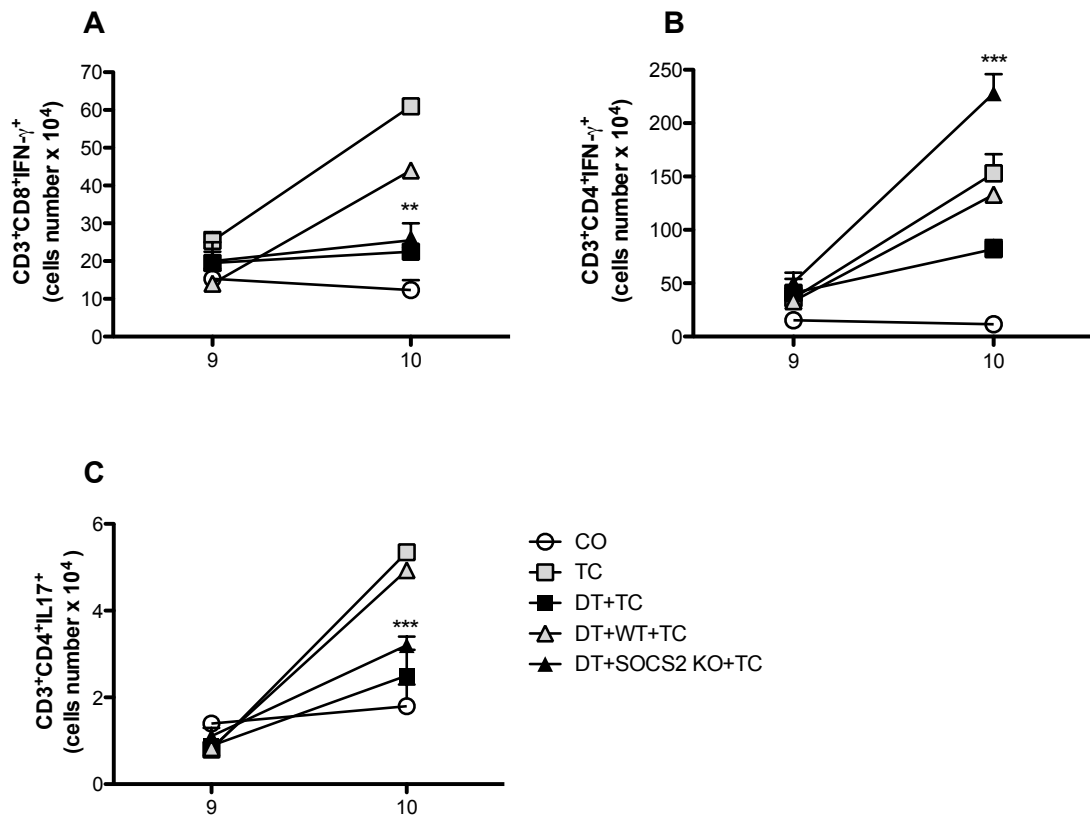 A
CD3⁺CD8⁺IFN-γ⁺
(cells number x 10⁴)
70
60
50
40
30
20
10
0
**
9
10
B
CD3⁺CD4⁺IFN-γ⁺
(cells number x 10⁴)
250
200
150
100
50
0
***
9
10
C
CD3⁺CD4⁺IL17⁺
(cells number x 10⁴)
6
4
2
0
***
9
10
CO
TC
DT+TC
DT+WT+TC
DT+SOCS2 KO+TC